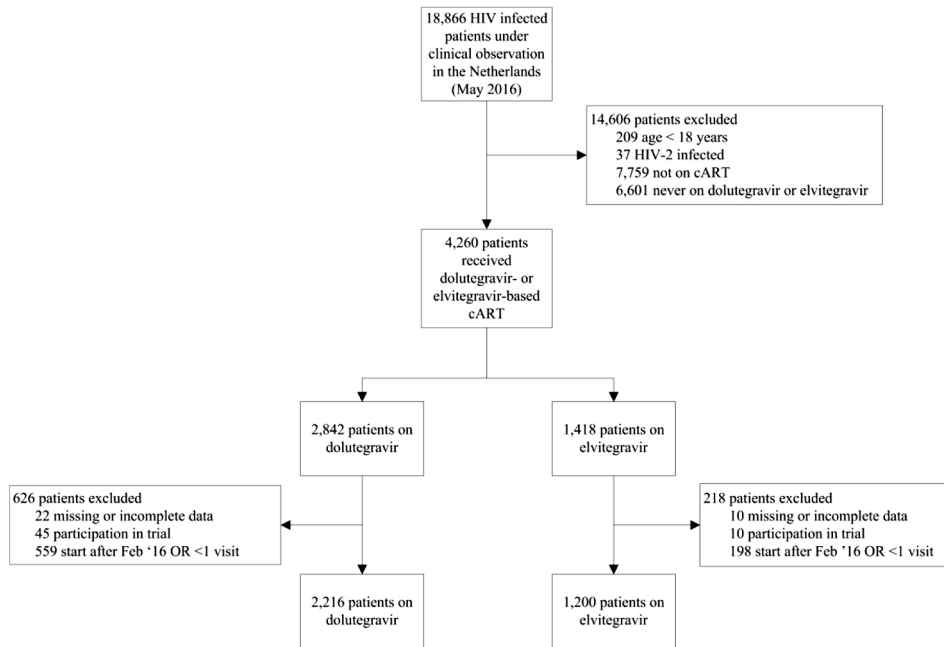 18,866 HIV infected
patients under
clinical observation
in the Netherlands
(May 2016)
14,606 patients excluded
209 age < 18 years
37 HIV-2 infected
7,759 not on cART
6,601 never on dolutegravir or elvitegravir
4,260 patients
received
dolutegravir- or
elvitegravir-based
cART
2,842 patients on
dolutegravir
1,418 patients on
elvitegravir
626 patients excluded
22 missing or incomplete data
45 participation in trial
559 start after Feb ‘16 OR <1 visit
218 patients excluded
10 missing or incomplete data
10 participation in trial
198 start after Feb ’16 OR <1 visit
2,216 patients on
dolutegravir
1,200 patients on
elvitegravir